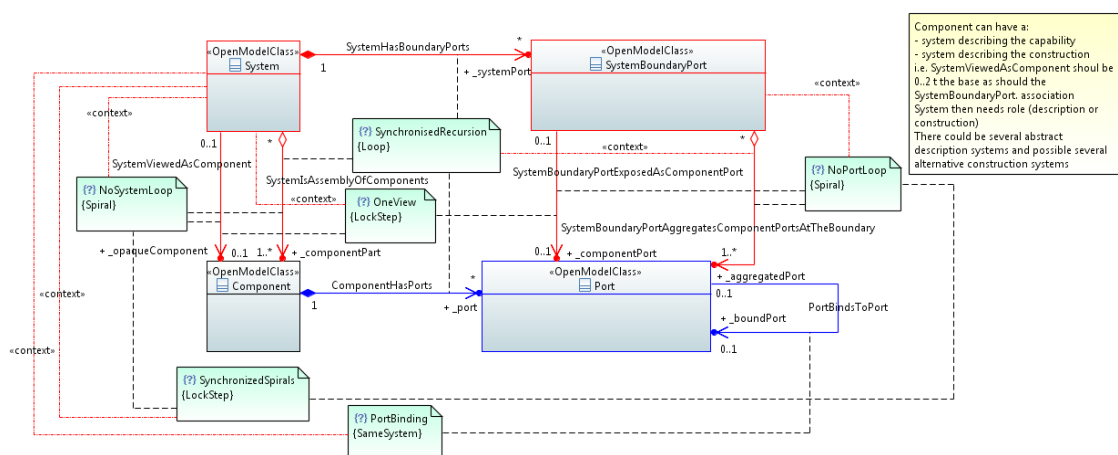 Component can have a:
- system describing the capability
- system describing the construction
i.e. SystemViewedAsComponent shoul be
0..2 t the base as should the
SystemBoundaryPort. association
System then needs role (description or
construction)
There could be several abstract
description systems and possible several
alternative construction systems
«OpenModelClass»
System
SystemHasBoundaryPorts
1
*
+ _systemPort
«OpenModelClass»
SystemBoundaryPort
«context»
«context»
«context»
0..1
*
{?} SynchronisedRecursion
{Loop}
«context»
0..1
*
SystemViewedAsComponent
SystemIsAssemblyOfComponents
SystemBoundaryPortExposedAsComponentPort
{?} NoSystemLoop
{Spiral}
«context»
{?} OneView
{LockStep}
{?} NoPortLoop
{Spiral}
SystemBoundaryPortAggregatesComponentPortsAtTheBoundary
+ _opaqueComponent
0..1
1..*
+ _componentPart
0..1
+ _componentPort
1..*
«OpenModelClass»
Component
ComponentHasPorts
1
*
+ _port
«OpenModelClass»
Port
+ _aggregatedPort
0..1
PortBindsToPort
+ _boundPort
0..1
«context»
{?} SynchronizedSpirals
{LockStep}
{?} PortBinding
{SameSystem}